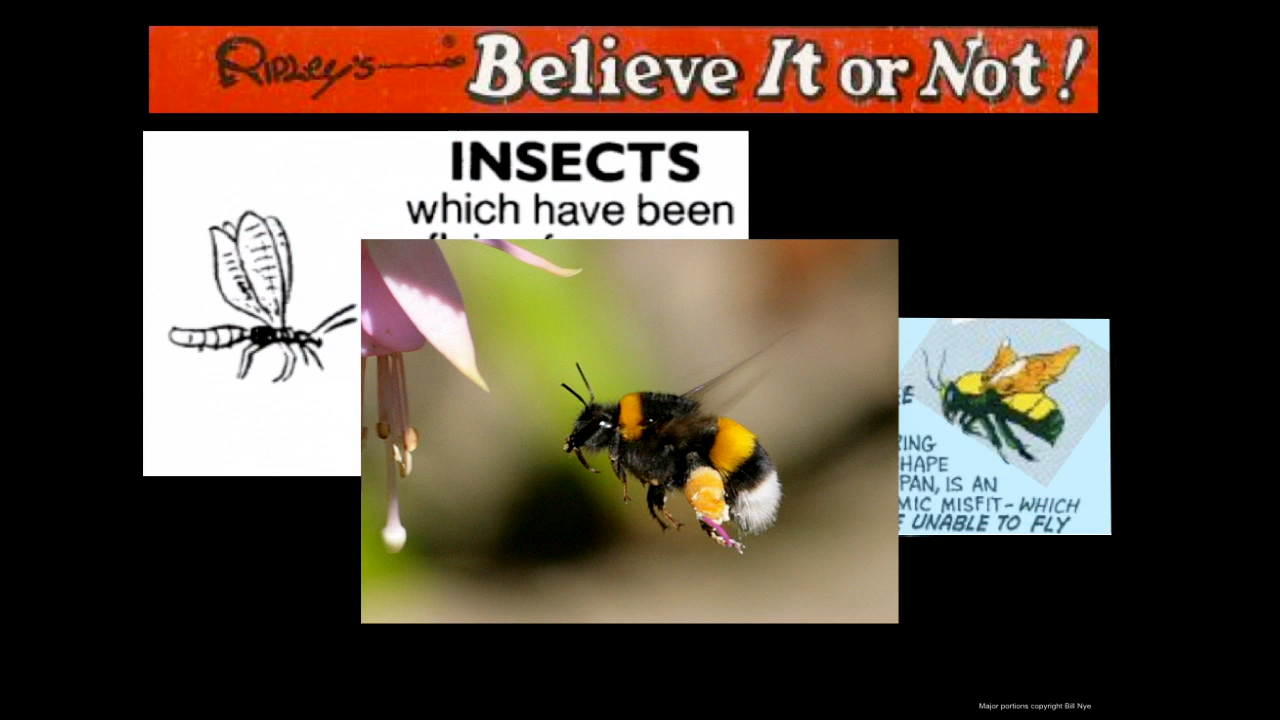 Ripley's Believe It or Not!
INSECTS
which have been
RING
HAPE
PAN, IS AN
MIC MISFIT - WHICH
UNABLE TO FLY
Major portions copyright Bill Nye